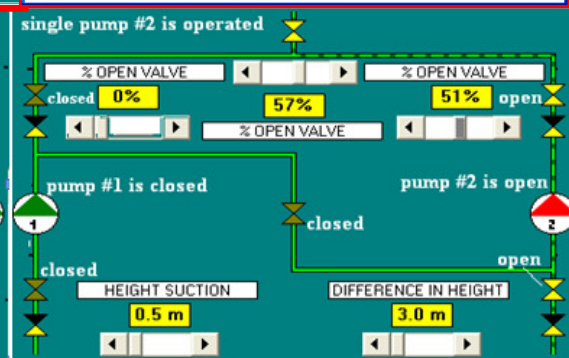 single pump #2 is operated
% OPEN VALVE
% OPEN VALVE
closed 0%
57%
51% open
% OPEN VALVE
pump #1 is closed
pump #2 is open
1
closed
2
closed
open
HEIGHT SUCTION
DIFFERENCE IN HEIGHT
0.5 m
3.0 m